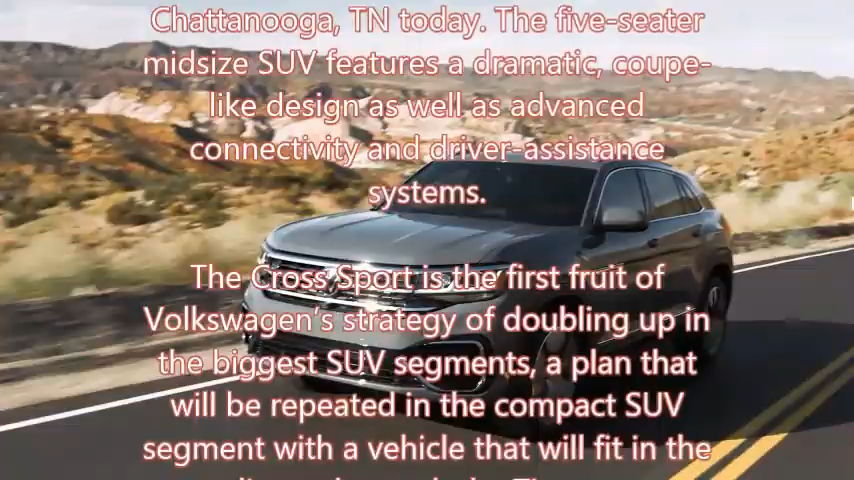 Chattanooga, TN today. The five-seater
midsize SUV features a dramatic, coupe-
like design as well as advanced
connectivity and driver-assistance
systems.
The Cross Sport is the first fruit of
Volkswagen's strategy of doubling up in
the biggest SUV segments, a plan that
will be repeated in the compact SUV
segment with a vehicle that will fit in the